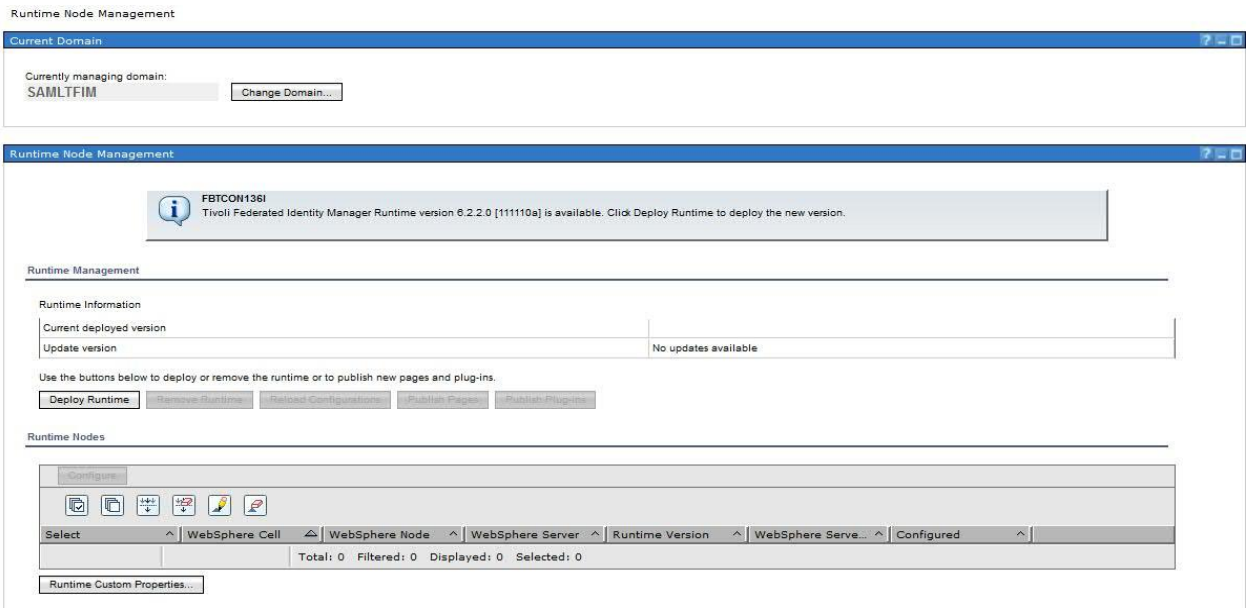 Runtime Node Management
Current Domain
Currently managing domain:
SAMLTFIM
Change Domain...
Runtime Node Management
FBTCON136I
Tivoli Federated Identity Manager Runtime version 6.2.2.0 [111110a] is available. Click Deploy Runtime to deploy the new version.
Runtime Management
Runtime Information
Current deployed version
Update version No updates available
Use the buttons below to deploy or remove the runtime or to publish new pages and plug-ins.
Deploy Runtime Remove Runtime Reload Configurations Publish Pages Publish Plug-ins
Runtime Nodes
Configure
Select WebSphere Cell WebSphere Node WebSphere Server Runtime Version WebSphere Serve... Configured
Total: 0 Filtered: 0 Displayed: 0 Selected: 0
Runtime Custom Properties...